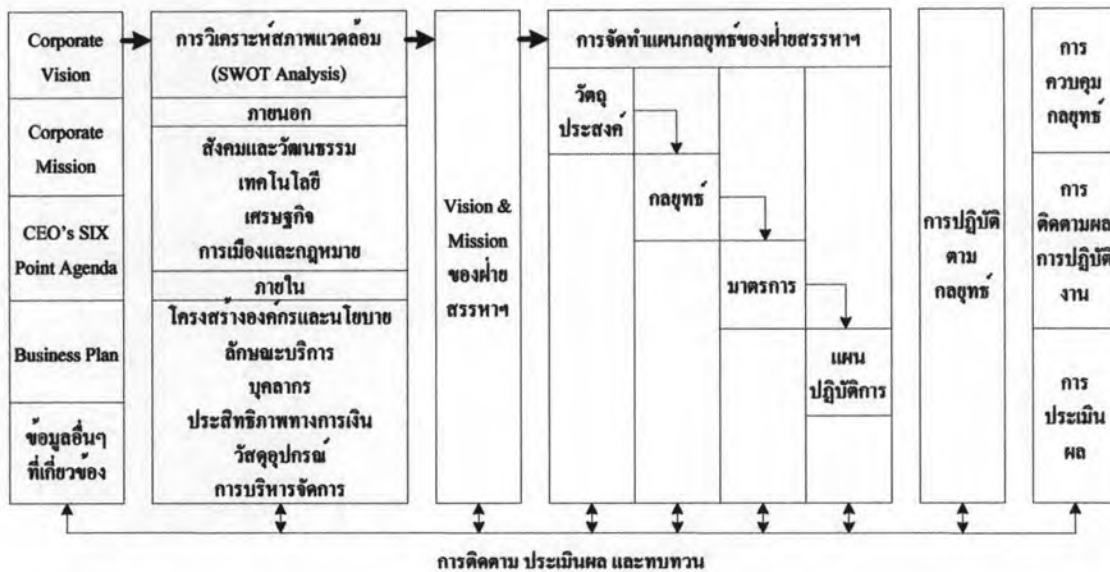 Corporate
Vision
Corporate
Mission
CEO's SIX
Point Agenda
Business Plan
ข้อมูลอื่นๆ
ที่เกี่ยวข้อง
การวิเคราะห์สภาพแวดล้อม
(SWOT Analysis)
ภายนอก
สังคมและวัฒนธรรม
เทคโนโลยี
เศรษฐกิจ
การเมืองและกฎหมาย
ภายใน
โครงสร้างองค์กรและนโยบาย
ลักษณะบริการ
บุคลากร
ประสิทธิภาพทางการเงิน
วัสดุอุปกรณ์
การบริหารจัดการ
Vision &
Mission
ของฝ่าย
สรรหาฯ
การจัดทำแผนกลยุทธ์ของฝ่ายสรรหาฯ
วัตถุ
ประสงค์
กลยุทธ์
มาตรการ
แผน
ปฏิบัติการ
การปฏิบัติ
ตาม
กลยุทธ์
การ
ควบคุม
กลยุทธ์
การ
ติดตามผล
การปฏิบัติ
งาน
การ
ประเมิน
ผล
การติดตาม ประเมินผล และทบทวน